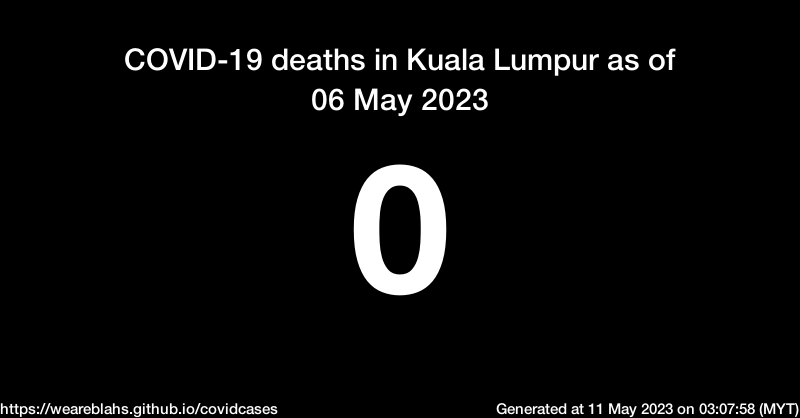 COVID-19 deaths in Kuala Lumpur as of
06 May 2023
0
https://weareblahs.github.io/covidcases
Generated at 11 May 2023 on 03:07:58 (MYT)